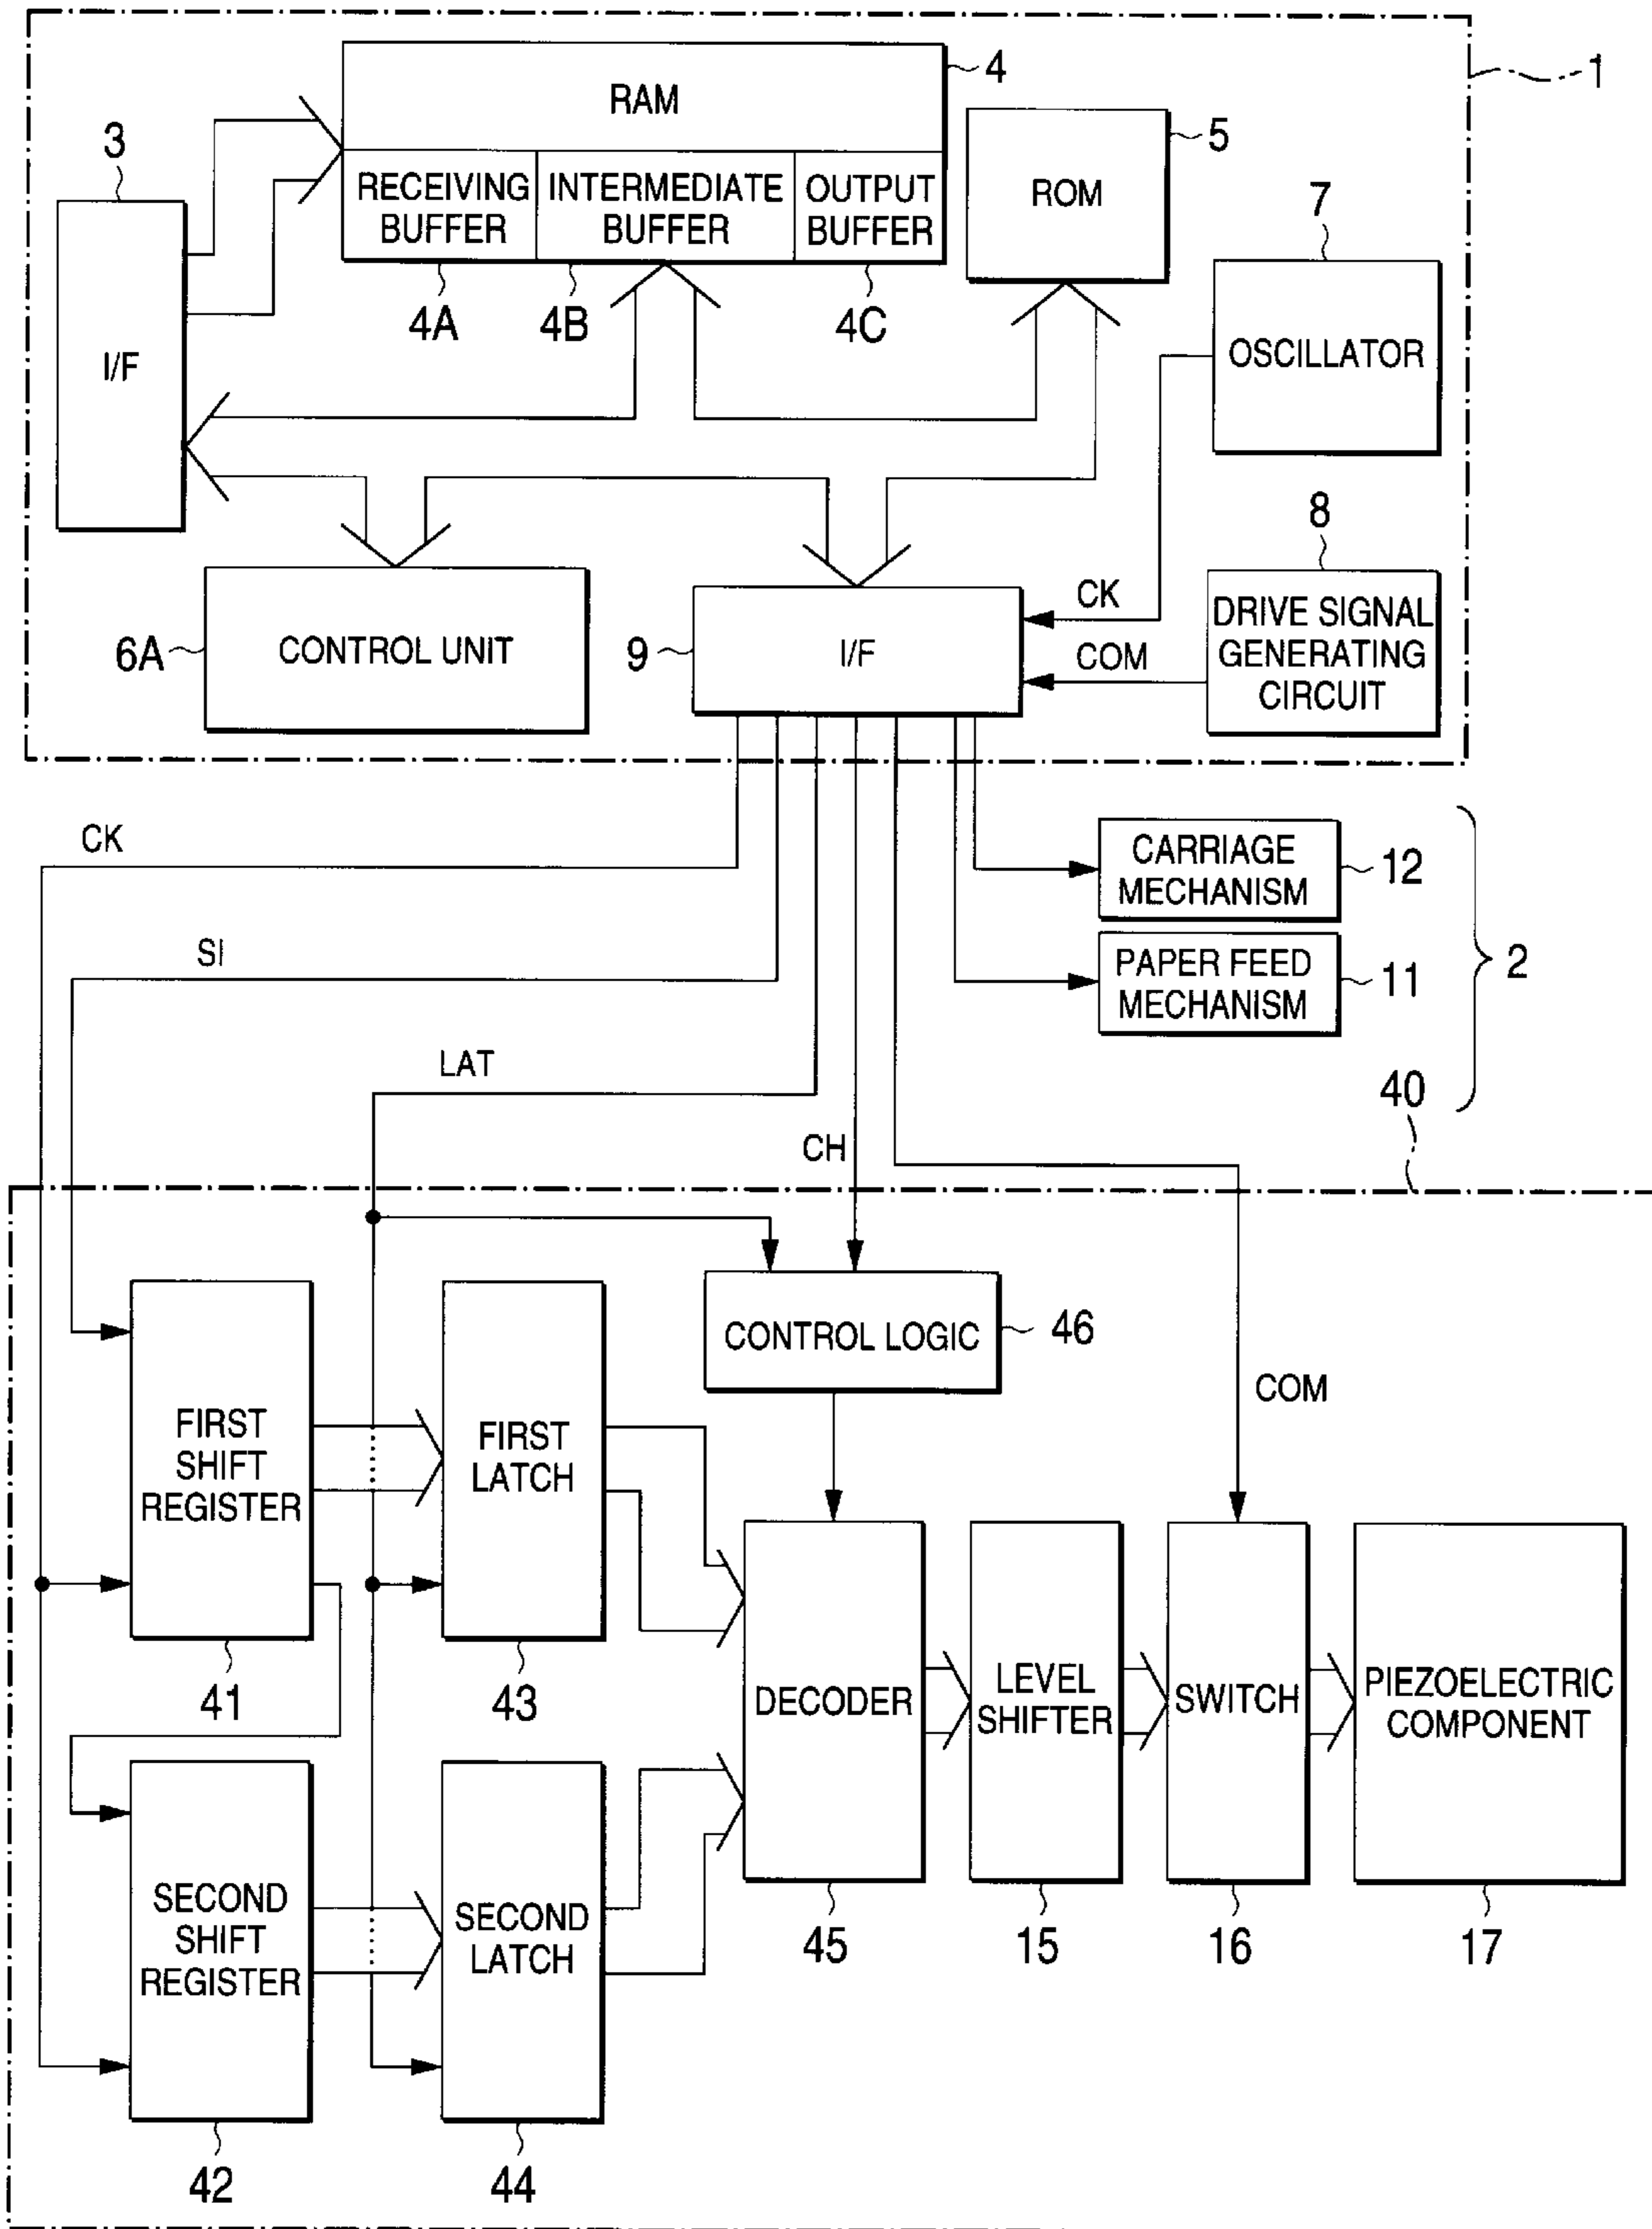 1
4
RAM
5
3
RECEIVING
BUFFER
INTERMEDIATE
BUFFER
OUTPUT
BUFFER
ROM
7
4A
4B
4C
I/F
OSCILLATOR
8
CK
DRIVE SIGNAL
GENERATING
CIRCUIT
6A
CONTROL UNIT
9
I/F
COM
CK
CARRIAGE
MECHANISM
12
SI
PAPER FEED
MECHANISM
11
2
LAT
40
CH
CONTROL LOGIC
46
COM
FIRST
SHIFT
REGISTER
FIRST
LATCH
41
43
DECODER
LEVEL
SHIFTER
SWITCH
PIEZOELECTRIC
COMPONENT
SECOND
SHIFT
REGISTER
SECOND
LATCH
45
15
16
17
42
44